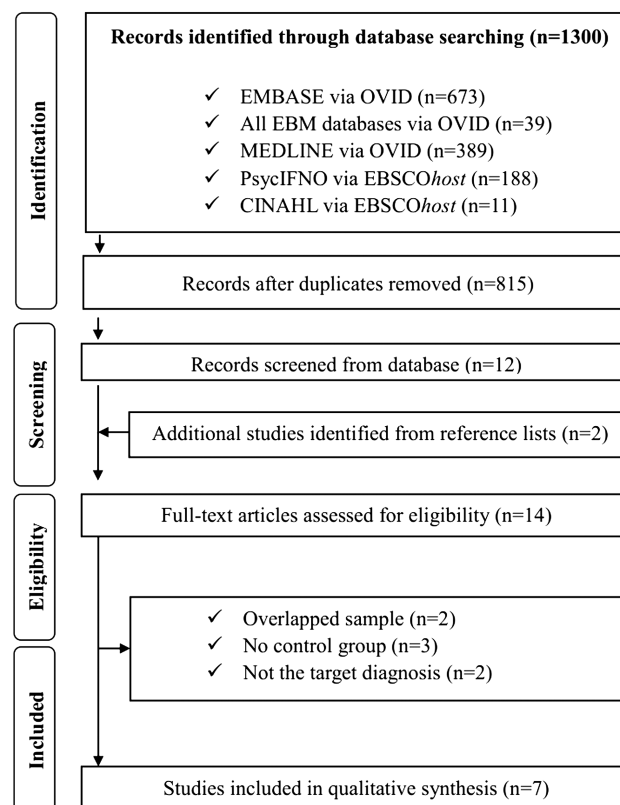 Identification
Records identified through database searching (n=1300)
✓ EMBASE via OVID (n=673)
✓ All EBM databases via OVID (n=39)
✓ MEDLINE via OVID (n=389)
✓ PsycIFNO via EBSCOhost (n=188)
✓ CINAHL via EBSCOhost (n=11)
Records after duplicates removed (n=815)
Screening
Records screened from database (n=12)
Additional studies identified from reference lists (n=2)
Eligibility
Full-text articles assessed for eligibility (n=14)
✓ Overlapped sample (n=2)
✓ No control group (n=3)
✓ Not the target diagnosis (n=2)
Included
Studies included in qualitative synthesis (n=7)